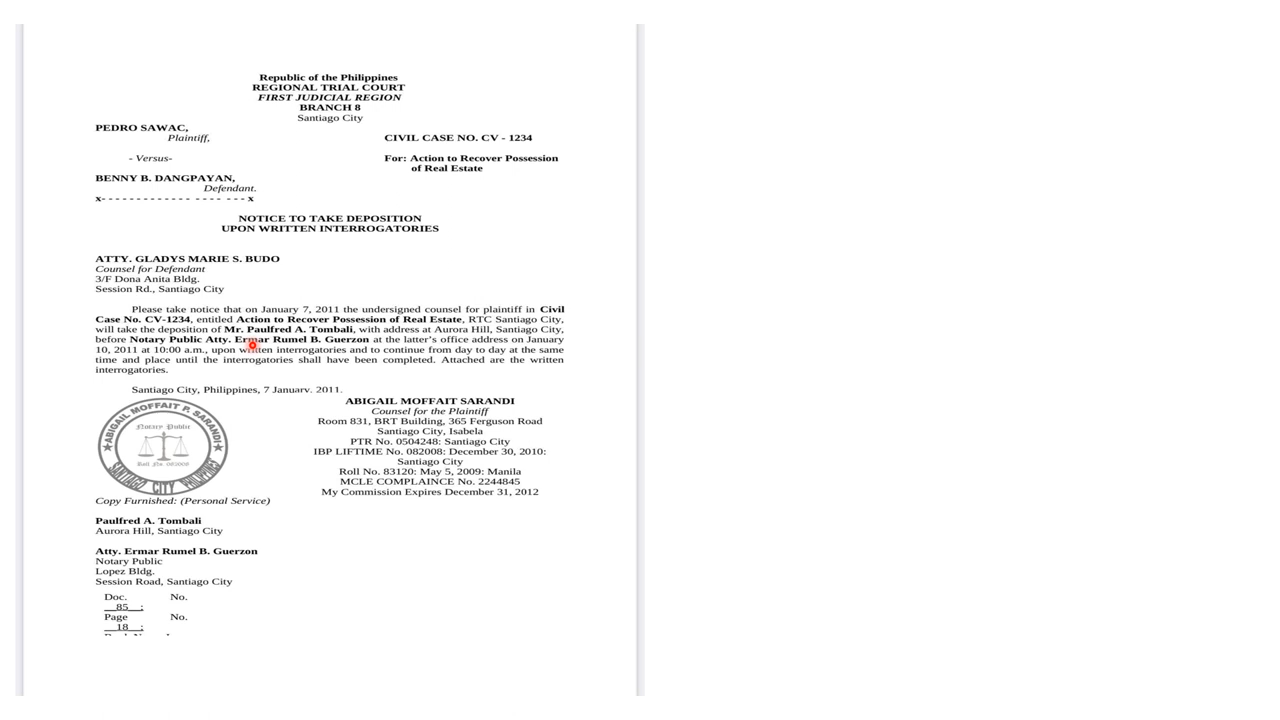 Republic of the Philippines
REGIONAL TRIAL COURT
FIRST JUDICIAL REGION
BRANCH 8
Santiago City
PEDRO SAWAC,
Plaintiff,
CIVIL CASE NO. CV - 1234
- Versus-
For: Action to Recover Possession
of Real Estate
BENNY B. DANGPAYAN,
Defendant.
x- - - - - - - - - - - - - - - - - - - - - x
NOTICE TO TAKE DEPOSITION
UPON WRITTEN INTERROGATORIES
ATTY. GLADYS MARIE S. BUDO
Counsel for Defendant
3/F Dona Anita Bldg.
Session Rd., Santiago City
Please take notice that on January 7, 2011 the undersigned counsel for plaintiff in Civil
Case No. CV-1234, entitled Action to Recover Possession of Real Estate, RTC Santiago City,
will take the deposition of Mr. Paulfred A. Tombali, with address at Aurora Hill, Santiago City,
before Notary Public Atty. Ermar Rumel B. Guerzon at the latter's office address on January
10, 2011 at 10:00 a.m., upon written interrogatories and to continue from day to day at the same
time and place until the interrogatories shall have been completed. Attached are the written
interrogatories.
Santiago City, Philippines, 7 January, 2011.
ABIGAIL MOFFAIT P. SARANDI
Notary Public
Roll No. 082008
SANTIAGO CITY PHILIPPINES
ABIGAIL MOFFAIT SARANDI
Counsel for the Plaintiff
Room 831, BRT Building, 365 Ferguson Road
Santiago City, Isabela
PTR No. 0504248: Santiago City
IBP LIFTIME No. 082008: December 30, 2010:
Santiago City
Roll No. 83120: May 5, 2009: Manila
MCLE COMPLAINCE No. 2244845
My Commission Expires December 31, 2012
Copy Furnished: (Personal Service)
Paulfred A. Tombali
Aurora Hill, Santiago City
Atty. Ermar Rumel B. Guerzon
Notary Public
Lopez Bldg.
Session Road, Santiago City
Doc. No.
__85__;
Page No.
__18__;